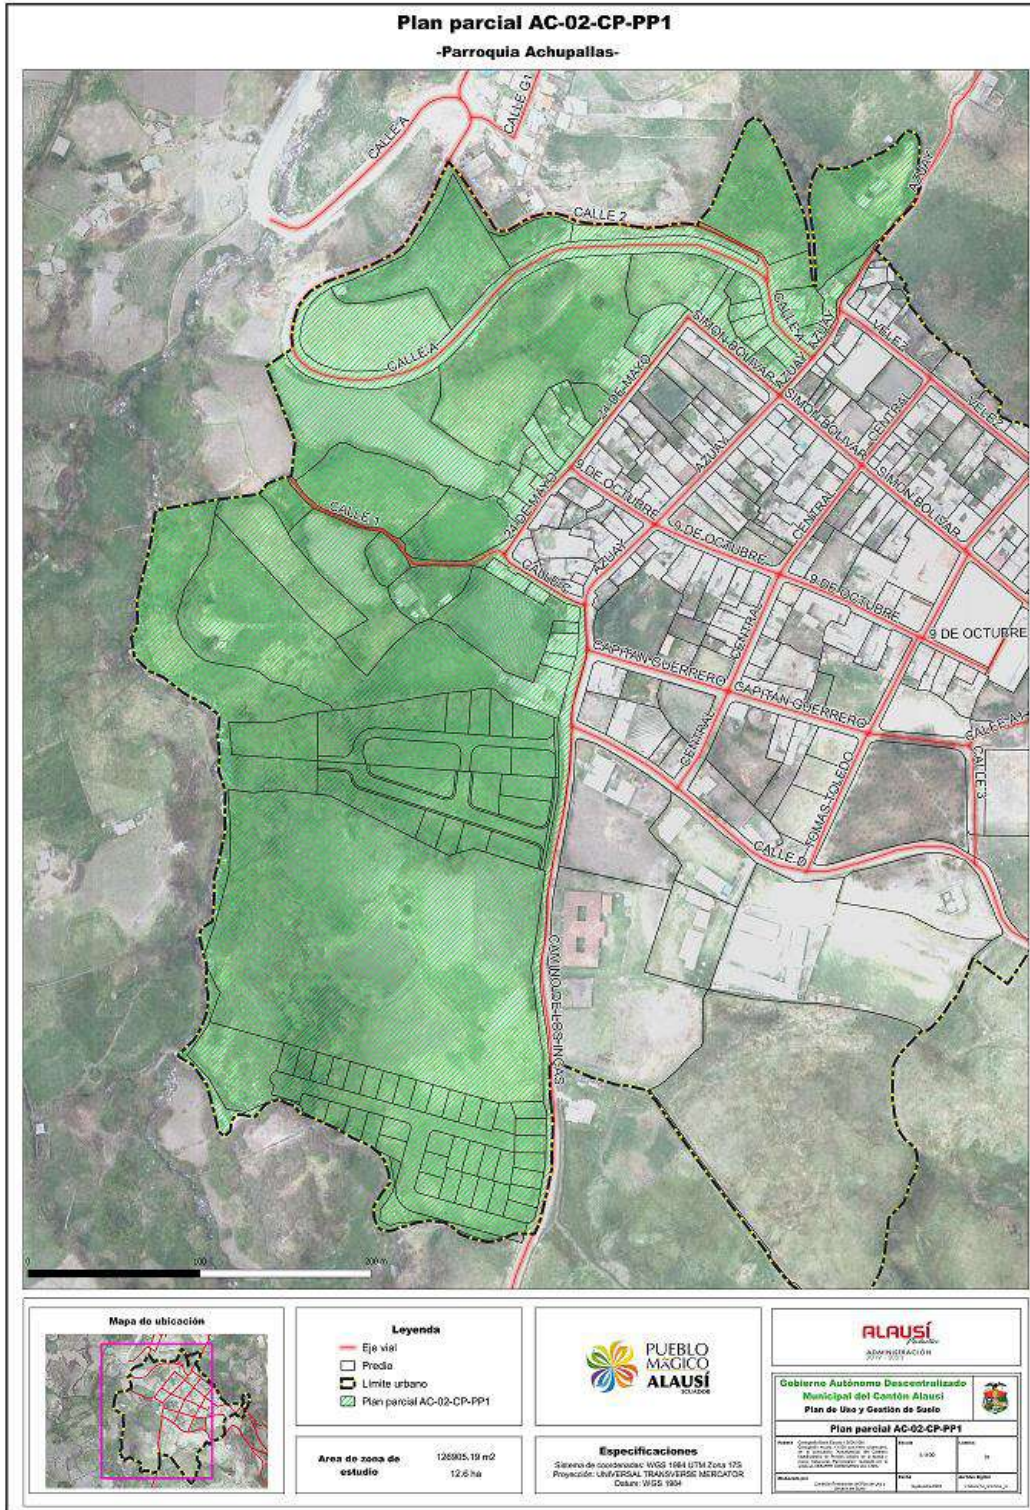 Plan parcial AC-02-CP-PP1
-Parroquia Achupallas-
CALLE A
CALLE G1
AZUAY
CALLE 2
CALLE A
CALLE A
AZUAY
VELEZ
SIMON BOLIVAR
AZUAY
24 DE MAYO
SIMON BOLIVAR
CENTRAL
VELEZ
AZUAY
SIMON BOLIVAR
24 DE MAYO
9 DE OCTUBRE
CENTRAL
CALLE 1
9 DE OCTUBRE
AZUAY
9 DE OCTUBRE
9 DE OCTUBRE
CENTRAL
CAPITAN GUERRERO
CAPITAN GUERRERO
CENTRAL
TOMAS TOLEDO
CALLE 3
CALLE D
CAMINO DE LOS INCAS
0
200 m
Mapa de ubicación
Leyenda
Eje vial
Predio
Límite urbano
Plan parcial AC-02-CP-PP1
Area de zona de
estudio
12.6 ha
PUEBLO
MÁGICO
ALAUSÍ
ECUADOR
Especificaciones
Sistema de coordenadas: WGS 1984 UTM Zona 17S
Proyección: UNIVERSAL TRANSVERSE MERCATOR
Datum: WGS 1984
ALAUSÍ
ADMINISTRACIÓN
Gobierno Autónomo Descentralizado
Municipal del Cantón Alausí
Plan de Uso y Gestión de Suelo
Plan parcial AC-02-CP-PP1